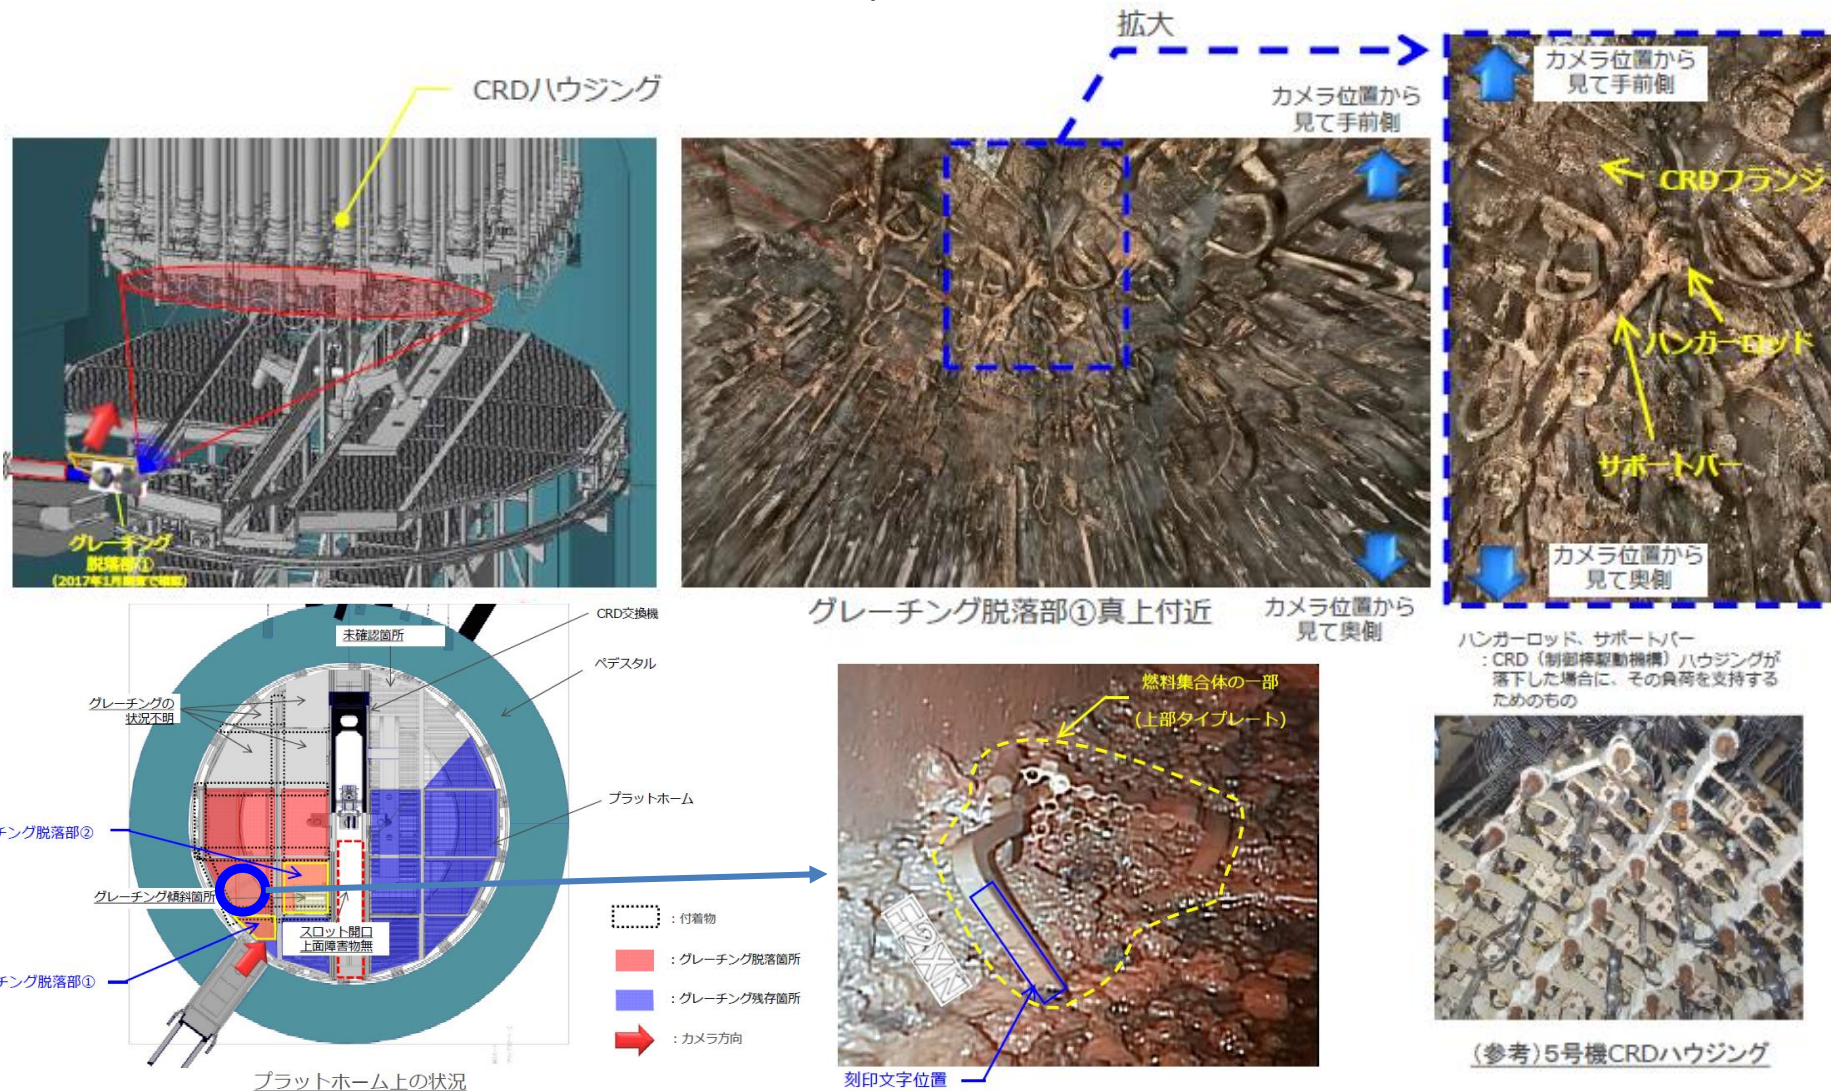 拡大
CRDハウジング
カメラ位置から
見て手前側
カメラ位置から
見て手前側
CRDフランジ
ハンガーロッド
サポートバー
カメラ位置から
見て奥側
グレーチング
脱落部①
(2017年1月調査で確認)
グレーチング脱落部①真上付近
カメラ位置から
見て奥側
ハンガーロッド、サポートバー
：CRD（制御棒駆動機構）ハウジングが
落下した場合に、その負荷を支持する
ためのもの
CRD交換機
未確認箇所
ペデスタル
グレーチングの
状況不明
プラットホーム
チング脱落部②
グレーチング傾斜箇所
スロット開口
上面障害物無
チング脱落部①
：付着物
：グレーチング脱落箇所
：グレーチング残存箇所
：カメラ方向
プラットホーム上の状況
燃料集合体の一部
(上部タイプレート)
F2XN
刻印文字位置
(参考)5号機CRDハウジング